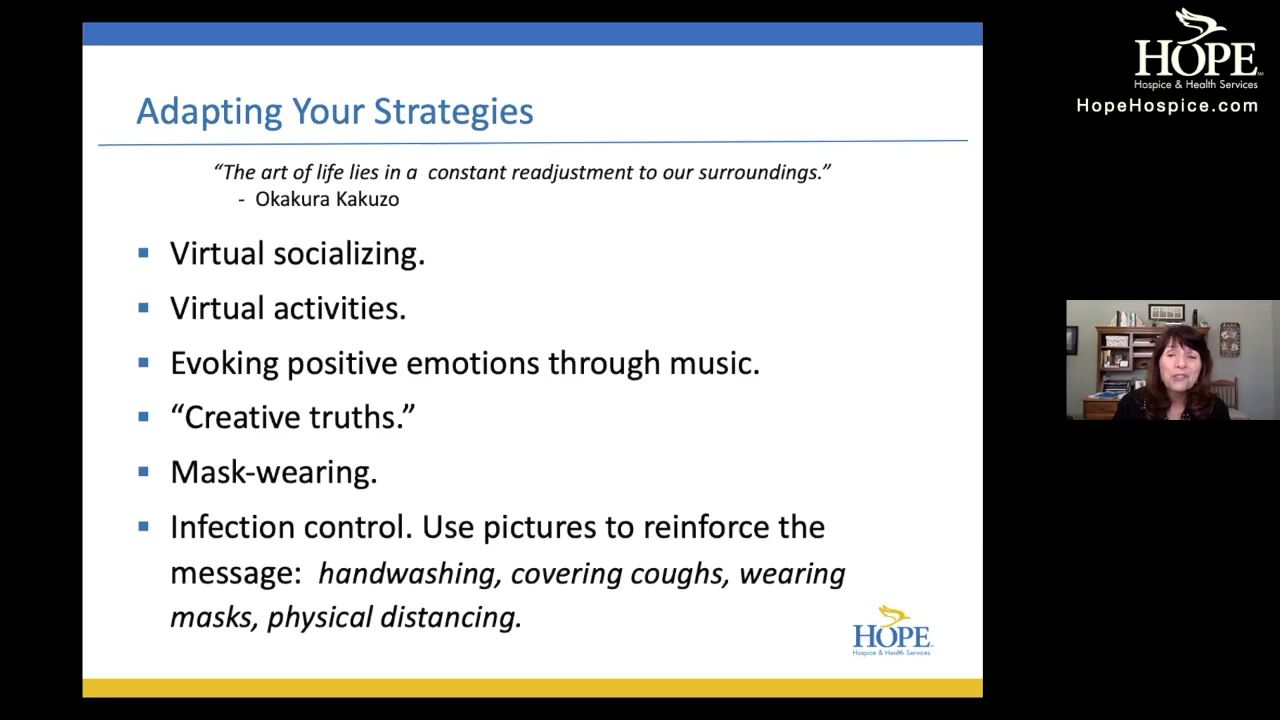 Adapting Your Strategies
“The art of life lies in a constant readjustment to our surroundings.”
- Okakura Kakuzo
▪ Virtual socializing.
▪ Virtual activities.
▪ Evoking positive emotions through music.
▪ “Creative truths.”
▪ Mask-wearing.
▪ Infection control. Use pictures to reinforce the
message: handwashing, covering coughs, wearing
masks, physical distancing.
HOPE
Hospice & Health Services
HOPE
Hospice & Health Services
HopeHospice.com